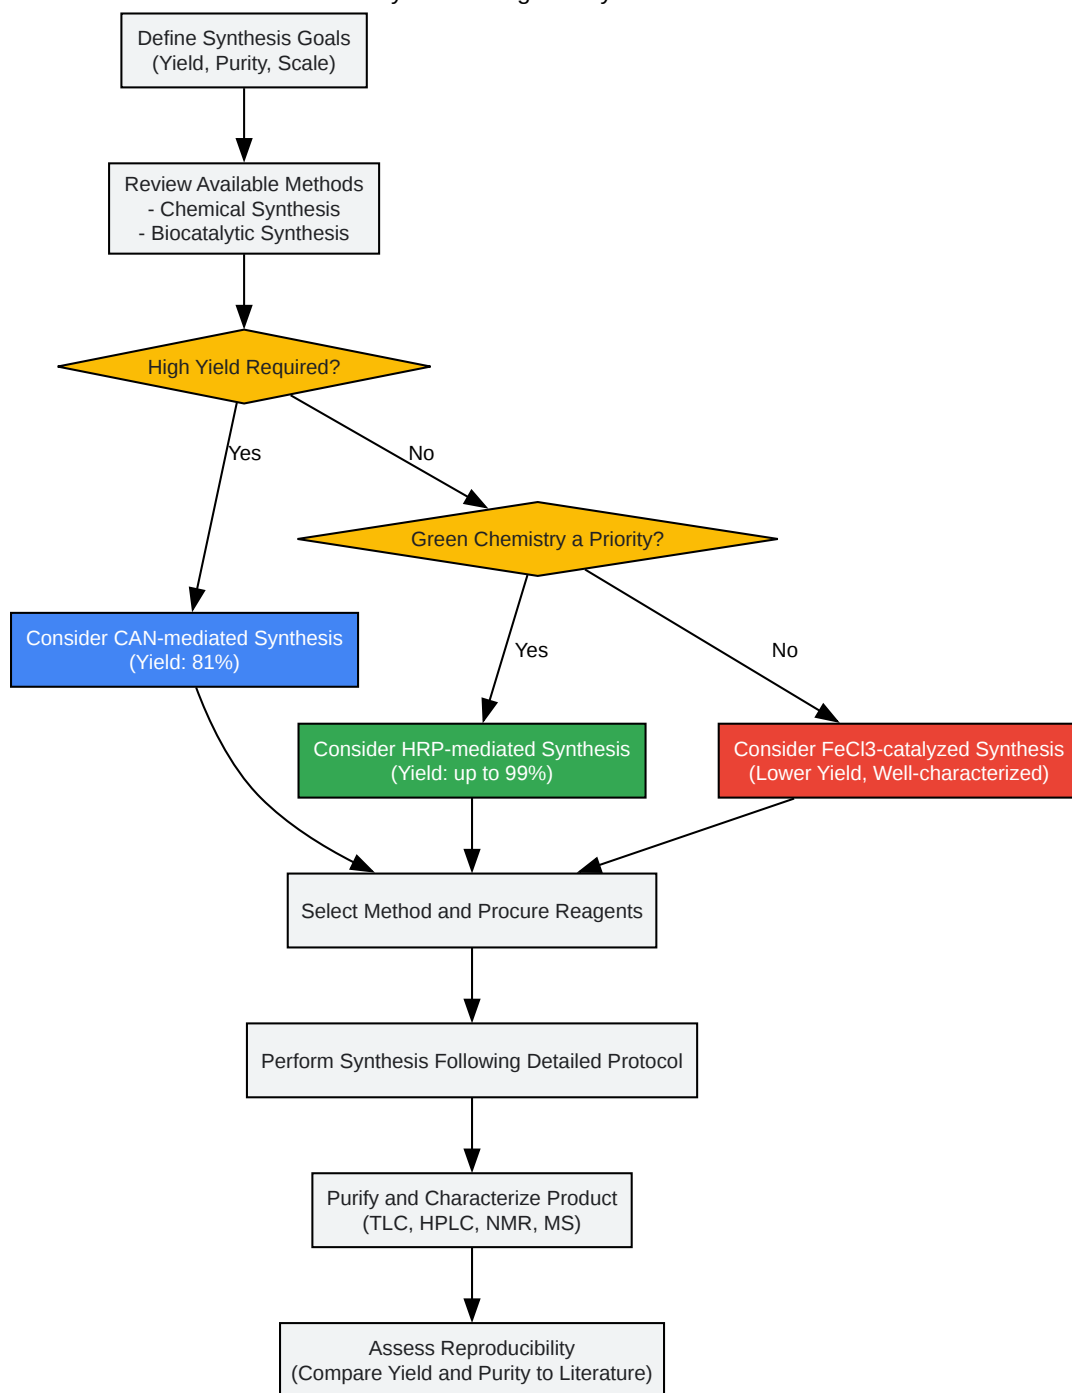 Define Synthesis Goals
(Yield, Purity, Scale)
Review Available Methods
- Chemical Synthesis
- Biocatalytic Synthesis
High Yield Required?
Yes
No
Green Chemistry a Priority?
Consider CAN-mediated Synthesis
(Yield: 81%)
Yes
No
Consider HRP-mediated Synthesis
(Yield: up to 99%)
Consider FeCl3-catalyzed Synthesis
(Lower Yield, Well-characterized)
Select Method and Procure Reagents
Perform Synthesis Following Detailed Protocol
Purify and Characterize Product
(TLC, HPLC, NMR, MS)
Assess Reproducibility
(Compare Yield and Purity to Literature)